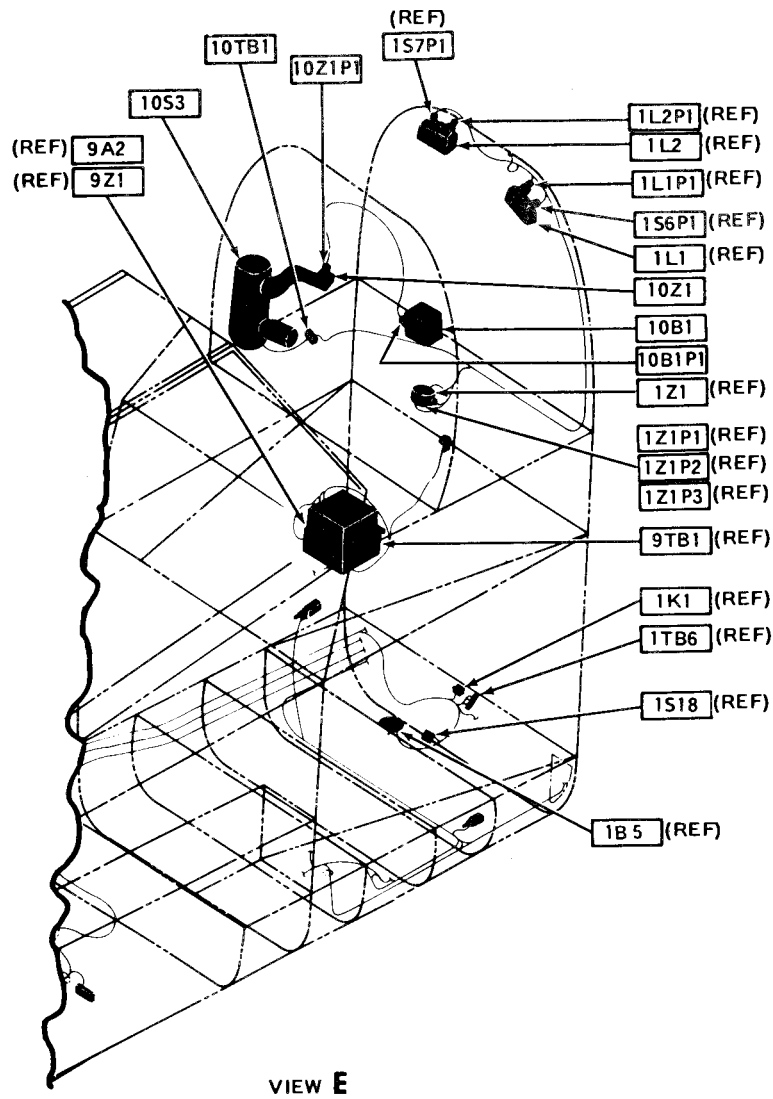 (REF)
1S7P1
10TB1
10Z1P1
10S3
(REF) 9A2
(REF) 9Z1
1L2P1 (REF)
1L2 (REF)
1L1P1 (REF)
1S6P1 (REF)
1L1 (REF)
10Z1
10B1
10B1P1
1Z1 (REF)
1Z1P1 (REF)
1Z1P2 (REF)
1Z1P3 (REF)
9TB1 (REF)
1K1 (REF)
1TB6 (REF)
1S18 (REF)
1B5 (REF)
VIEW E